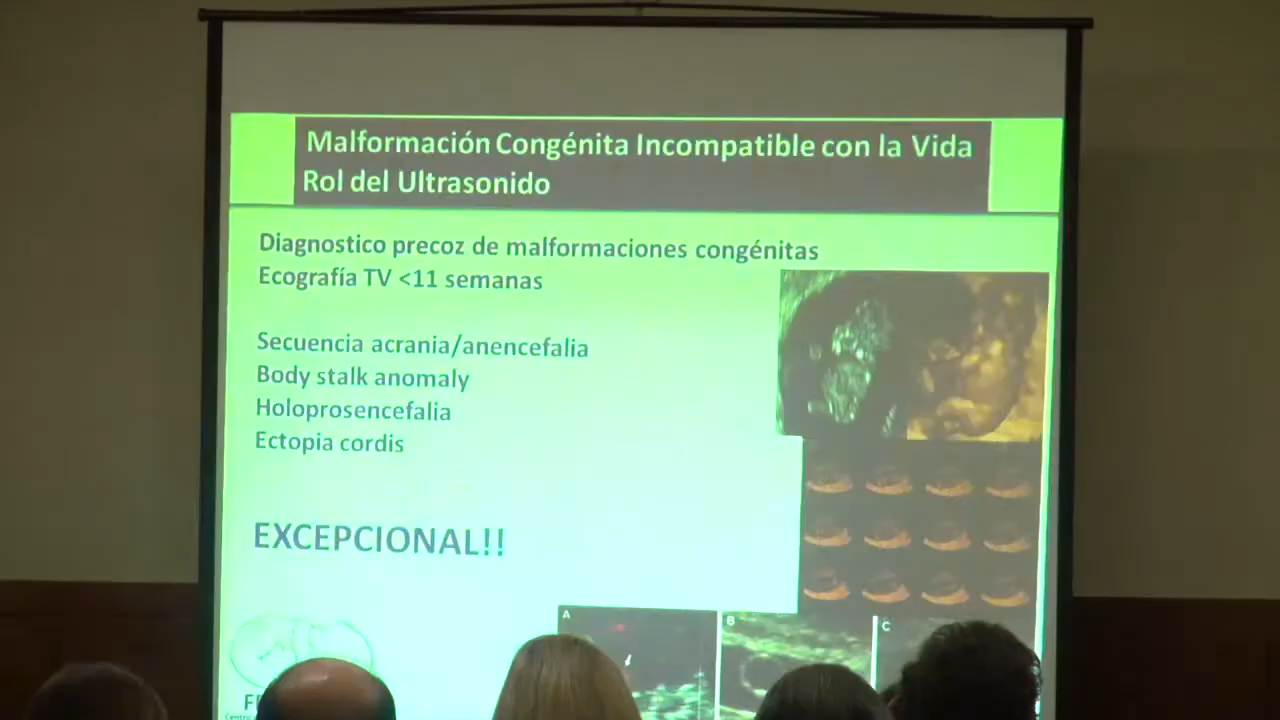 Malformación Congénita Incompatible con la Vida
Rol del Ultrasonido
Diagnostico precoz de malformaciones congénitas
Ecografía TV <11 semanas
Secuencia acrania/anencefalia
Body stalk anomaly
Holoprosencefalia
Ectopia cordis
EXCEPCIONAL!!
A
B
C
Centro